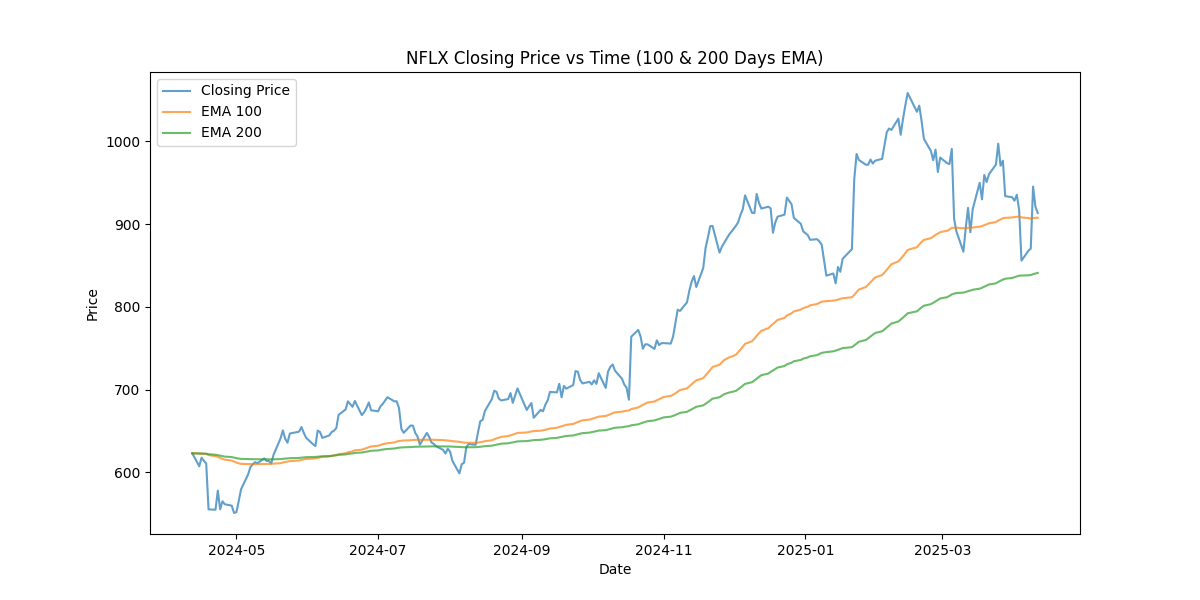 NFLX Closing Price vs Time (100 & 200 Days EMA)
Closing Price
EMA 100
EMA 200
Price
1000
900
800
700
600
2024-05 2024-07 2024-09 2024-11 2025-01 2025-03
Date